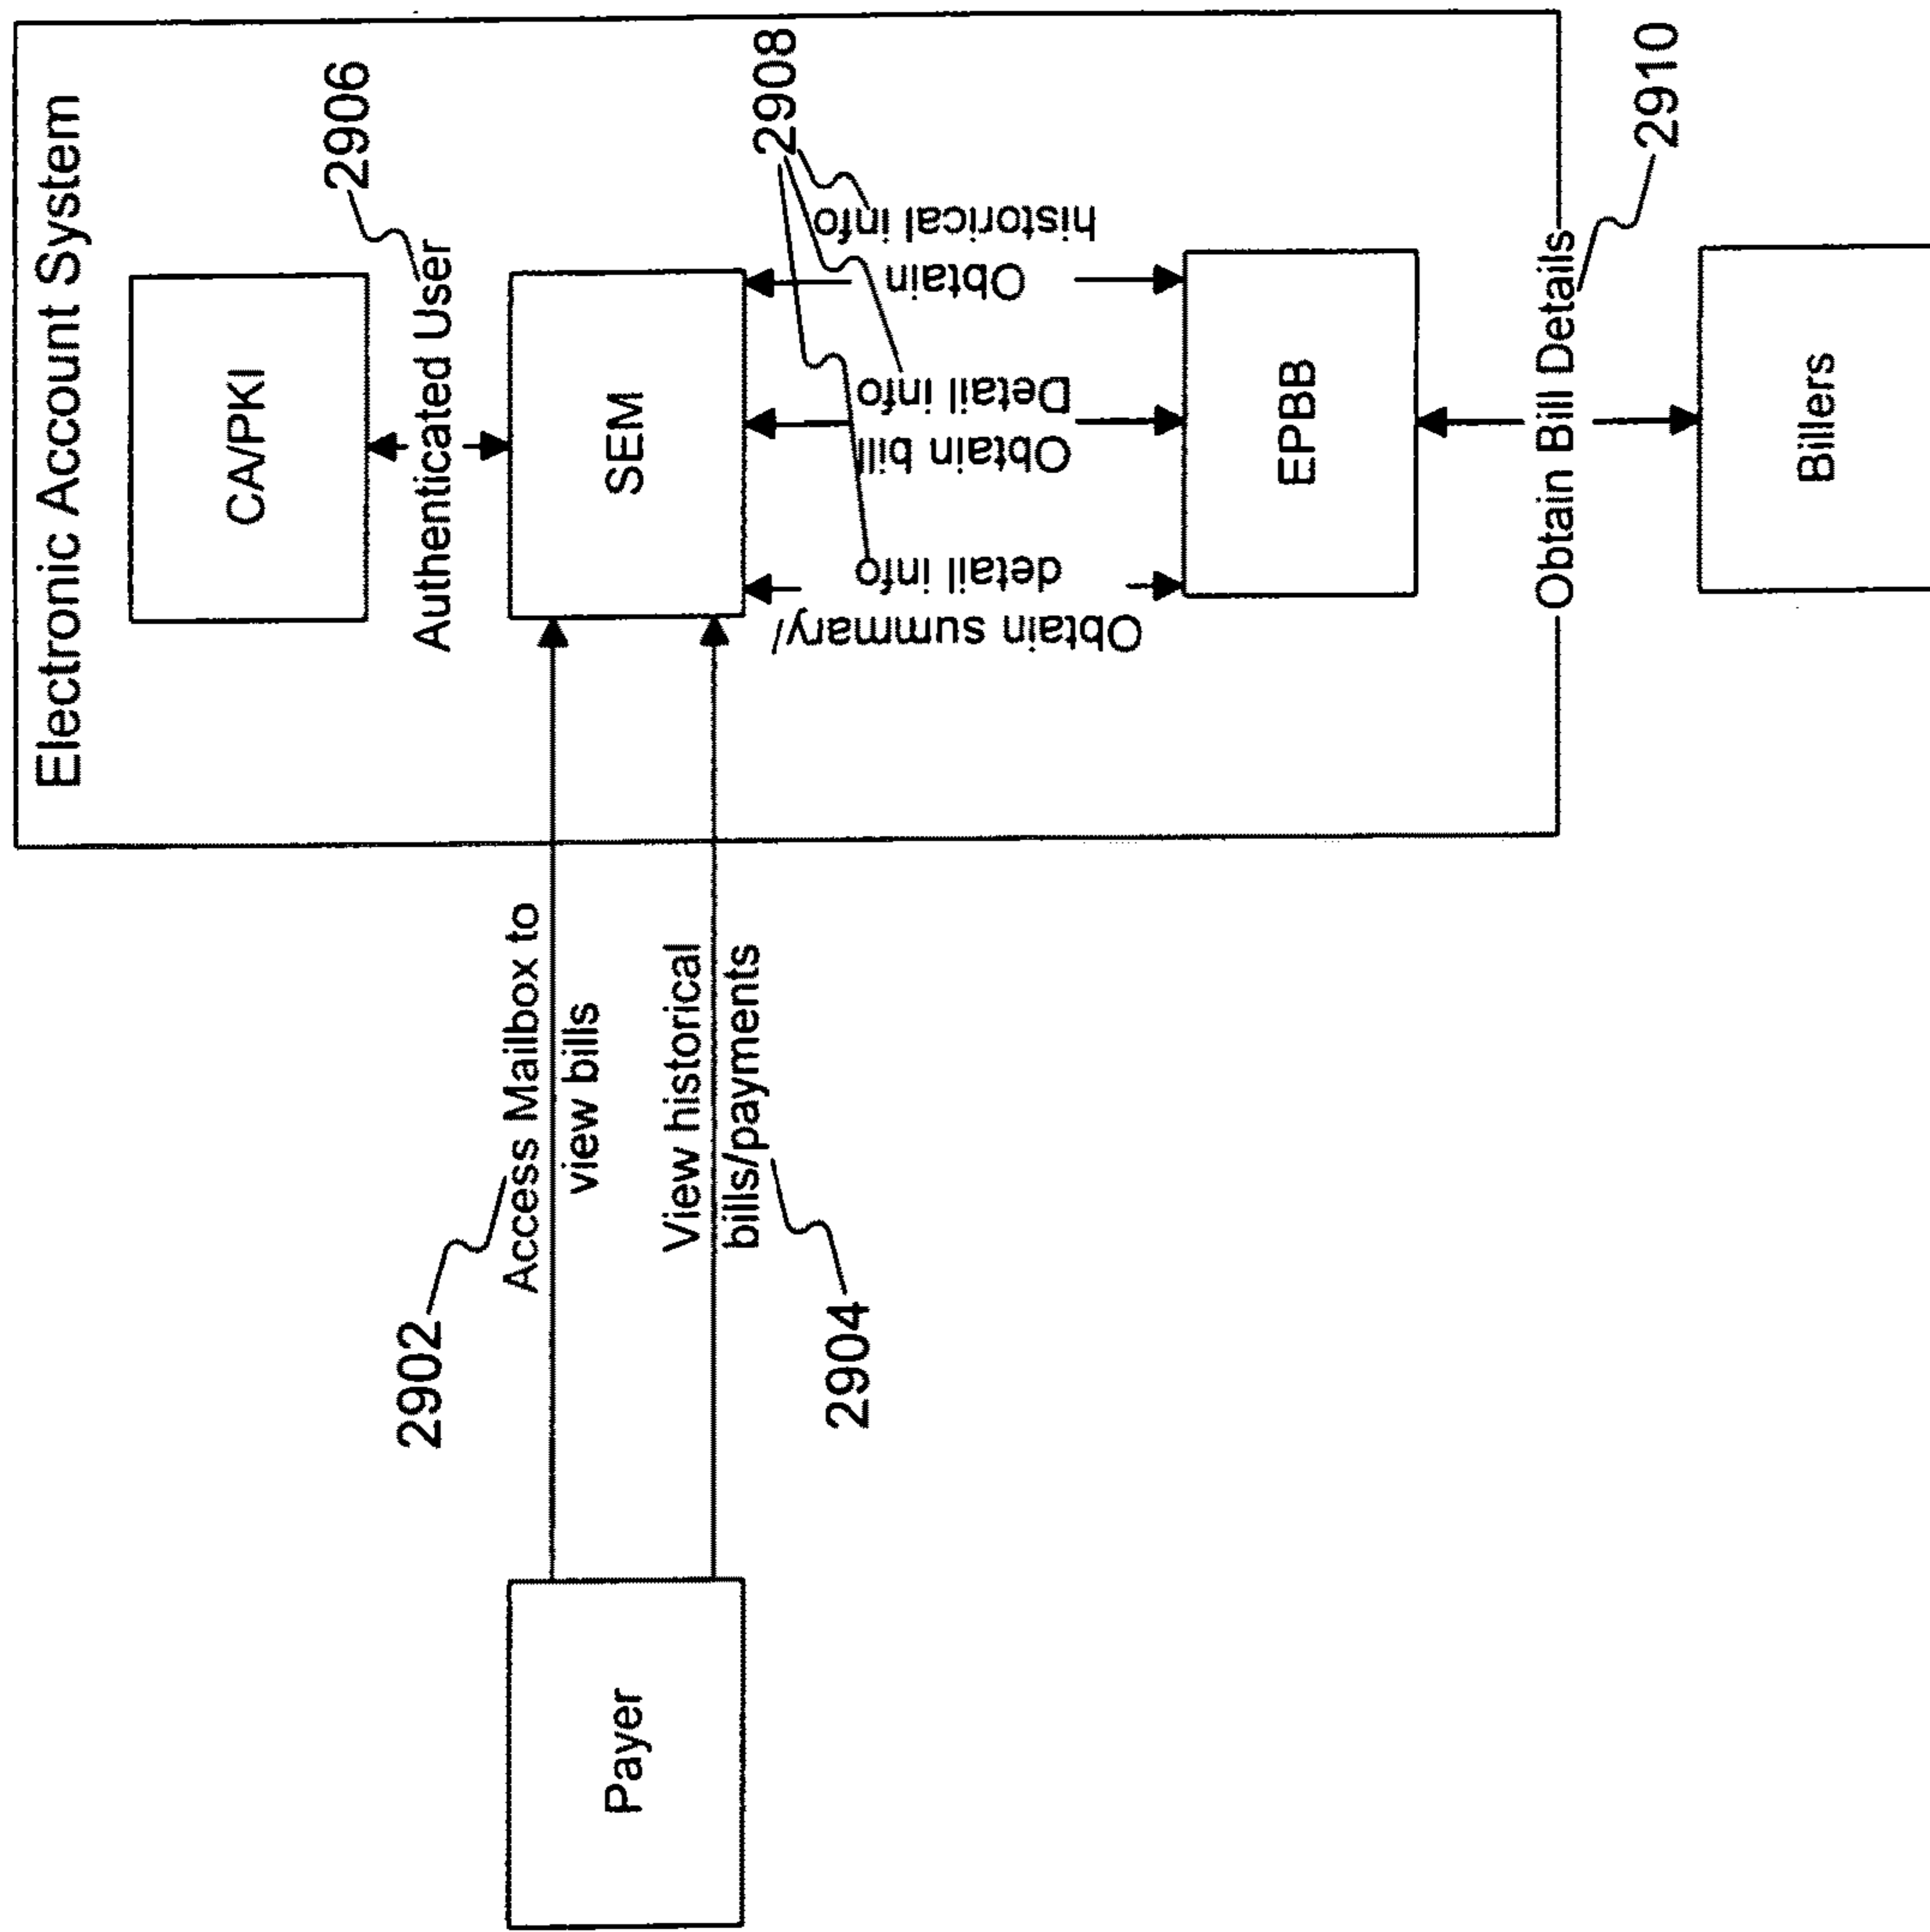 Electronic Account System
CA/PKI
2906
Authenticated User
2902
Access Mailbox to
view bills
Payer
SEM
View historical
bills/payments
2904
2908
Obtain summary/
detail info
Obtain bill
Detail info
Obtain
historical info
EPBB
Obtain Bill Details
2910
Billers